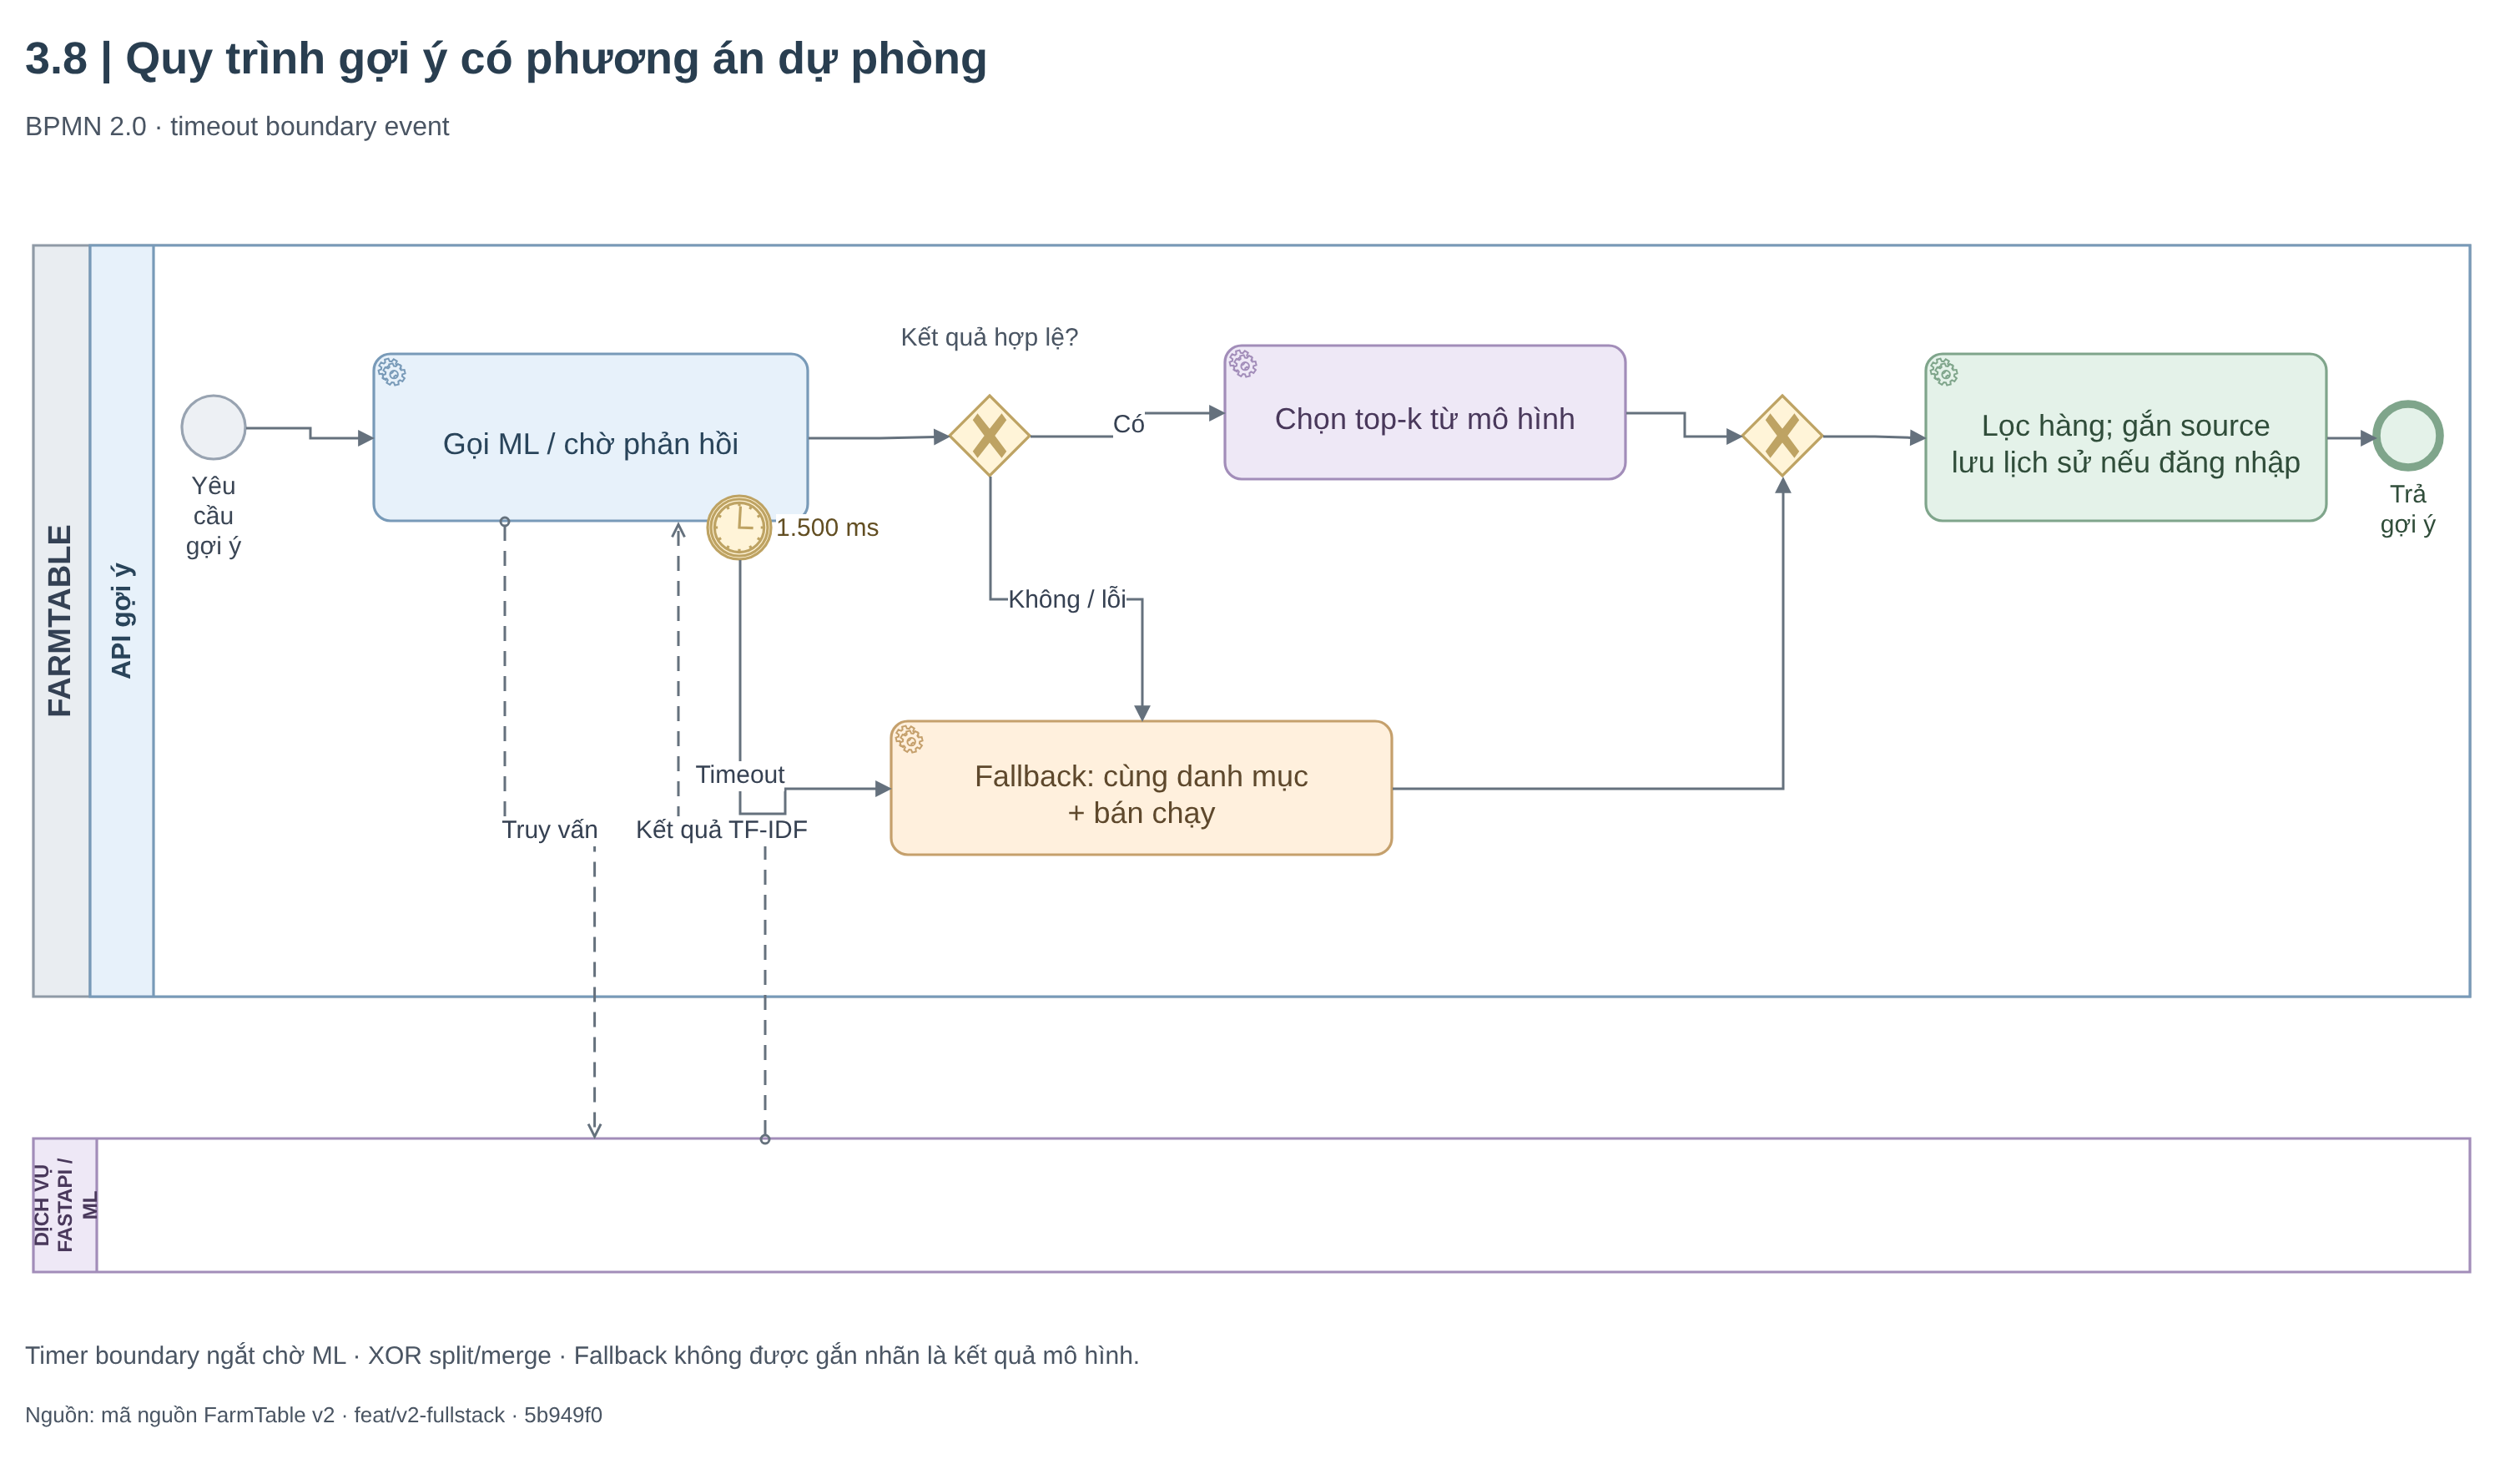 3.8 | Quy trình gợi ý có phương án dự phòng
BPMN 2.0 · timeout boundary event
FARMTABLE
API gợi ý
Yêu
cầu
gợi ý
Gọi ML / chờ phản hồi
1.500 ms
Kết quả hợp lệ?
Có
Chọn top-k từ mô hình
Lọc hàng; gắn source
lưu lịch sử nếu đăng nhập
Trả
gợi ý
Không / lỗi
Timeout
Fallback: cùng danh mục
+ bán chạy
Truy vấn
Kết quả TF-IDF
DỊCH VỤ
FASTAPI /
ML
Timer boundary ngắt chờ ML · XOR split/merge · Fallback không được gắn nhãn là kết quả mô hình.
Nguồn: mã nguồn FarmTable v2 · feat/v2-fullstack · 5b949f0